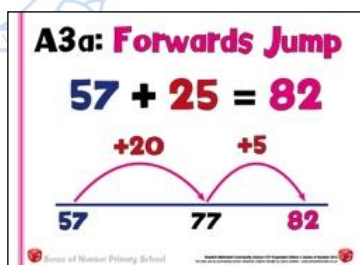 A3a: Forwards Jump
57 + 25 = 82
+20 +5
57 77 82
Sense of Number Primary School